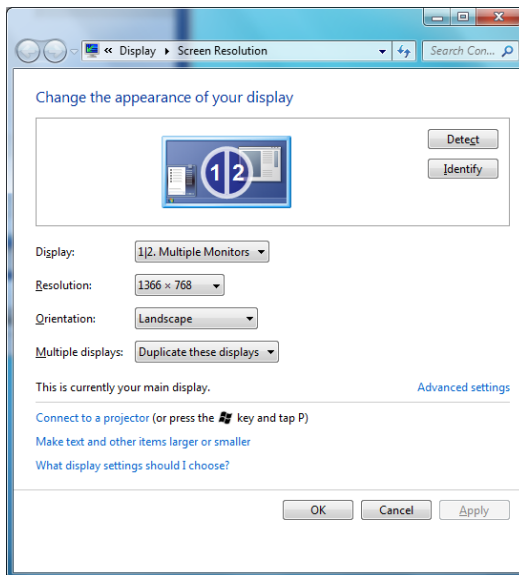 « Display ▸ Screen Resolution Search Con...
Change the appearance of your display
1|2
Detect
Identify
Display: 1|2. Multiple Monitors
Resolution: 1366 × 768
Orientation: Landscape
Multiple displays: Duplicate these displays
This is currently your main display. Advanced settings
Connect to a projector (or press the key and tap P)
Make text and other items larger or smaller
What display settings should I choose?
OK Cancel Apply